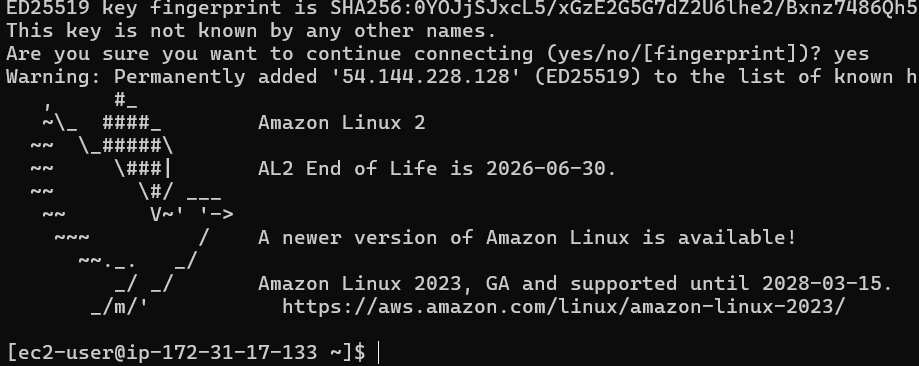 ED25519 key fingerprint is SHA256:0YOJjSJxcL5/xGzE2G5G7dZ2U6lhe2/Bxnz7486Qh5
This key is not known by any other names.
Are you sure you want to continue connecting (yes/no/[fingerprint])? yes
Warning: Permanently added '54.144.228.128' (ED25519) to the list of known h
   ,     #_
   ~\_  ####_        Amazon Linux 2
  ~~  \_#####\
  ~~     \###|       AL2 End of Life is 2026-06-30.
  ~~       \#/ ___
   ~~       V~' '->
    ~~~         /    A newer version of Amazon Linux is available!
      ~~._.   _/
         _/ _/       Amazon Linux 2023, GA and supported until 2028-03-15.
       _/m/'           https://aws.amazon.com/linux/amazon-linux-2023/
[ec2-user@ip-172-31-17-133 ~]$